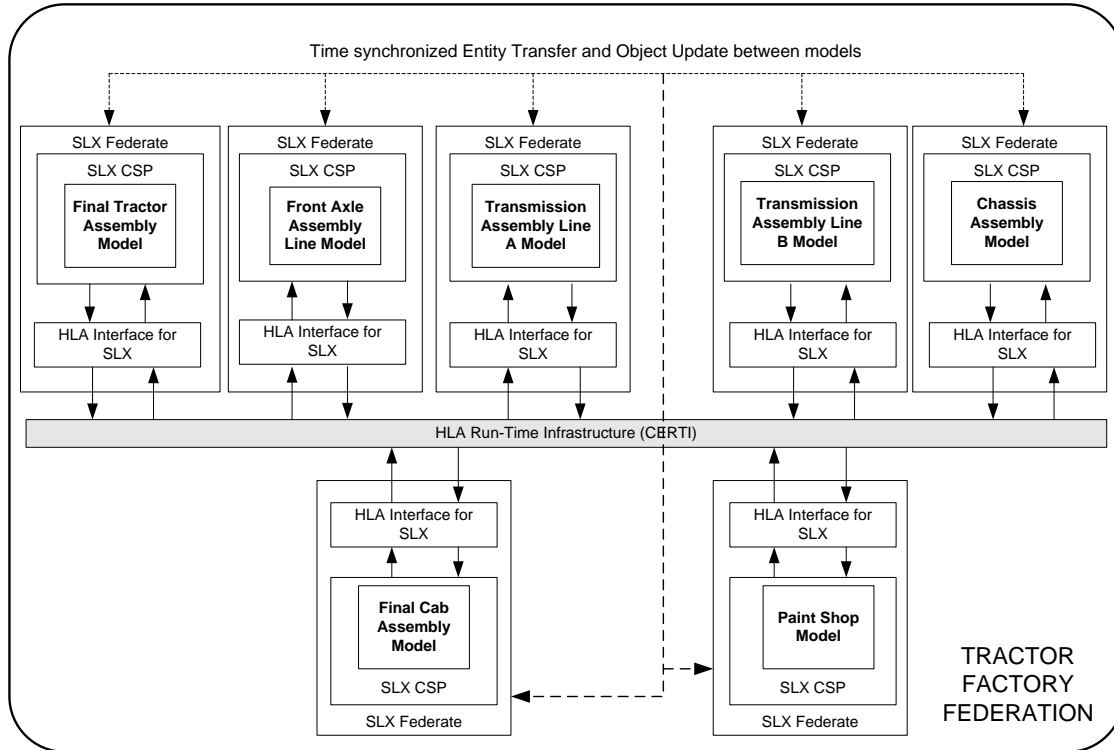 Time synchronized Entity Transfer and Object Update between models
SLX Federate
SLX CSP
Final Tractor
Assembly
Model
HLA Interface for
SLX
SLX Federate
SLX CSP
Front Axle
Assembly
Line Model
HLA Interface for
SLX
SLX Federate
SLX CSP
Transmission
Assembly Line
A Model
HLA Interface for
SLX
SLX Federate
SLX CSP
Transmission
Assembly Line
B Model
HLA Interface for
SLX
SLX Federate
SLX CSP
Chassis
Assembly
Model
HLA Interface for
SLX
HLA Run-Time Infrastructure (CERTI)
HLA Interface for
SLX
Final Cab
Assembly
Model
SLX CSP
SLX Federate
HLA Interface for
SLX
Paint Shop
Model
SLX CSP
SLX Federate
TRACTOR
FACTORY
FEDERATION